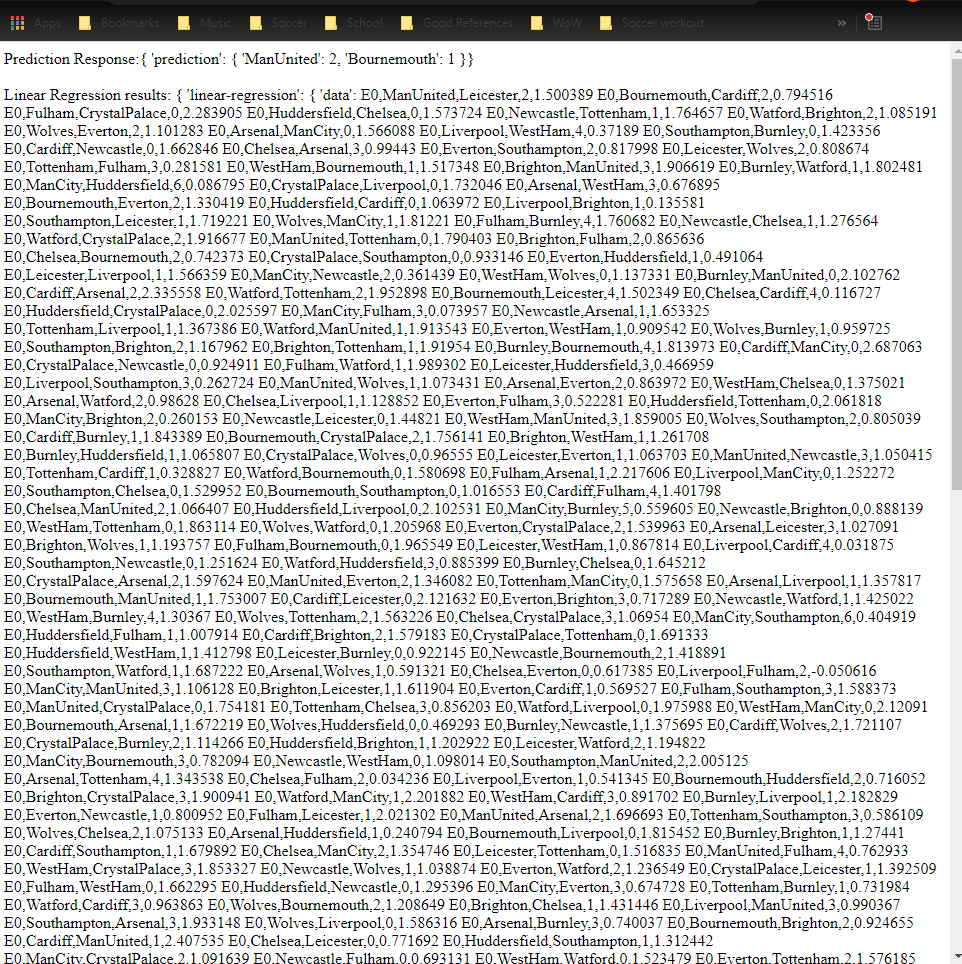 Apps Bookmarks Music Soccer School Good References WoW Soccer workout »
Prediction Response:{ 'prediction': { 'ManUnited': 2, 'Bournemouth': 1 }}
Linear Regression results: { 'linear-regression': { 'data': E0,ManUnited,Leicester,2,1.500389 E0,Bournemouth,Cardiff,2,0.794516
E0,Fulham,CrystalPalace,0,2.283905 E0,Huddersfield,Chelsea,0,1.573724 E0,Newcastle,Tottenham,1,1.764657 E0,Watford,Brighton,2,1.085191
E0,Wolves,Everton,2,1.101283 E0,Arsenal,ManCity,0,1.566088 E0,Liverpool,WestHam,4,0.37189 E0,Southampton,Burnley,0,1.423356
E0,Cardiff,Newcastle,0,1.662846 E0,Chelsea,Arsenal,3,0.99443 E0,Everton,Southampton,2,0.817998 E0,Leicester,Wolves,2,0.808674
E0,Tottenham,Fulham,3,0.281581 E0,WestHam,Bournemouth,1,1.517348 E0,Brighton,ManUnited,3,1.906619 E0,Burnley,Watford,1,1.802481
E0,ManCity,Huddersfield,6,0.086795 E0,CrystalPalace,Liverpool,0,1.732046 E0,Arsenal,WestHam,3,0.676895
E0,Bournemouth,Everton,2,1.330419 E0,Huddersfield,Cardiff,0,1.063972 E0,Liverpool,Brighton,1,0.135581
E0,Southampton,Leicester,1,1.719221 E0,Wolves,ManCity,1,1.81221 E0,Fulham,Burnley,4,1.760682 E0,Newcastle,Chelsea,1,1.276564
E0,Watford,CrystalPalace,2,1.916677 E0,ManUnited,Tottenham,0,1.790403 E0,Brighton,Fulham,2,0.865636
E0,Chelsea,Bournemouth,2,0.742373 E0,CrystalPalace,Southampton,0,0.933146 E0,Everton,Huddersfield,1,0.491064
E0,Leicester,Liverpool,1,1.566359 E0,ManCity,Newcastle,2,0.361439 E0,WestHam,Wolves,0,1.137331 E0,Burnley,ManUnited,0,2.102762
E0,Cardiff,Arsenal,2,2.335558 E0,Watford,Tottenham,2,1.952898 E0,Bournemouth,Leicester,4,1.502349 E0,Chelsea,Cardiff,4,0.116727
E0,Huddersfield,CrystalPalace,0,2.025597 E0,ManCity,Fulham,3,0.073957 E0,Newcastle,Arsenal,1,1.653325
E0,Tottenham,Liverpool,1,1.367386 E0,Watford,ManUnited,1,1.913543 E0,Everton,WestHam,1,0.909542 E0,Wolves,Burnley,1,0.959725
E0,Southampton,Brighton,2,1.167962 E0,Brighton,Tottenham,1,1.91954 E0,Burnley,Bournemouth,4,1.813973 E0,Cardiff,ManCity,0,2.687063
E0,CrystalPalace,Newcastle,0,0.924911 E0,Fulham,Watford,1,1.989302 E0,Leicester,Huddersfield,3,0.466959
E0,Liverpool,Southampton,3,0.262724 E0,ManUnited,Wolves,1,1.073431 E0,Arsenal,Everton,2,0.863972 E0,WestHam,Chelsea,0,1.375021
E0,Arsenal,Watford,2,0.98628 E0,Chelsea,Liverpool,1,1.128852 E0,Everton,Fulham,3,0.522281 E0,Huddersfield,Tottenham,0,2.061818
E0,ManCity,Brighton,2,0.260153 E0,Newcastle,Leicester,0,1.44821 E0,WestHam,ManUnited,3,1.859005 E0,Wolves,Southampton,2,0.805039
E0,Cardiff,Burnley,1,1.843389 E0,Bournemouth,CrystalPalace,2,1.756141 E0,Brighton,WestHam,1,1.261708
E0,Burnley,Huddersfield,1,1.065807 E0,CrystalPalace,Wolves,0,0.96555 E0,Leicester,Everton,1,1.063703 E0,ManUnited,Newcastle,3,1.050415
E0,Tottenham,Cardiff,1,0.328827 E0,Watford,Bournemouth,0,1.580698 E0,Fulham,Arsenal,1,2.217606 E0,Liverpool,ManCity,0,1.252272
E0,Southampton,Chelsea,0,1.529952 E0,Bournemouth,Southampton,0,1.016553 E0,Cardiff,Fulham,4,1.401798
E0,Chelsea,ManUnited,2,1.066407 E0,Huddersfield,Liverpool,0,2.102531 E0,ManCity,Burnley,5,0.559605 E0,Newcastle,Brighton,0,0.888139
E0,WestHam,Tottenham,0,1.863114 E0,Wolves,Watford,0,1.205968 E0,Everton,CrystalPalace,2,1.539963 E0,Arsenal,Leicester,3,1.027091
E0,Brighton,Wolves,1,1.193757 E0,Fulham,Bournemouth,0,1.965549 E0,Leicester,WestHam,1,0.867814 E0,Liverpool,Cardiff,4,0.031875
E0,Southampton,Newcastle,0,1.251624 E0,Watford,Huddersfield,3,0.885399 E0,Burnley,Chelsea,0,1.645212
E0,CrystalPalace,Arsenal,2,1.597624 E0,ManUnited,Everton,2,1.346082 E0,Tottenham,ManCity,0,1.575658 E0,Arsenal,Liverpool,1,1.357817
E0,Bournemouth,ManUnited,1,1.753007 E0,Cardiff,Leicester,0,2.121632 E0,Everton,Brighton,3,0.717289 E0,Newcastle,Watford,1,1.425022
E0,WestHam,Burnley,4,1.30367 E0,Wolves,Tottenham,2,1.563226 E0,Chelsea,CrystalPalace,3,1.06954 E0,ManCity,Southampton,6,0.404919
E0,Huddersfield,Fulham,1,1.007914 E0,Cardiff,Brighton,2,1.579183 E0,CrystalPalace,Tottenham,0,1.691333
E0,Huddersfield,WestHam,1,1.412798 E0,Leicester,Burnley,0,0.922145 E0,Newcastle,Bournemouth,2,1.418891
E0,Southampton,Watford,1,1.687222 E0,Arsenal,Wolves,1,0.591321 E0,Chelsea,Everton,0,0.617385 E0,Liverpool,Fulham,2,-0.050616
E0,ManCity,ManUnited,3,1.106128 E0,Brighton,Leicester,1,1.611904 E0,Everton,Cardiff,1,0.569527 E0,Fulham,Southampton,3,1.588373
E0,ManUnited,CrystalPalace,0,1.754181 E0,Tottenham,Chelsea,3,0.856203 E0,Watford,Liverpool,0,1.975988 E0,WestHam,ManCity,0,2.12091
E0,Bournemouth,Arsenal,1,1.672219 E0,Wolves,Huddersfield,0,0.469293 E0,Burnley,Newcastle,1,1.375695 E0,Cardiff,Wolves,2,1.721107
E0,CrystalPalace,Burnley,2,1.114266 E0,Huddersfield,Brighton,1,1.202922 E0,Leicester,Watford,2,1.194822
E0,ManCity,Bournemouth,3,0.782094 E0,Newcastle,WestHam,0,1.098014 E0,Southampton,ManUnited,2,2.005125
E0,Arsenal,Tottenham,4,1.343538 E0,Chelsea,Fulham,2,0.034236 E0,Liverpool,Everton,1,0.541345 E0,Bournemouth,Huddersfield,2,0.716052
E0,Brighton,CrystalPalace,3,1.900941 E0,Watford,ManCity,1,2.201882 E0,WestHam,Cardiff,3,0.891702 E0,Burnley,Liverpool,1,2.182829
E0,Everton,Newcastle,1,0.800952 E0,Fulham,Leicester,1,2.021302 E0,ManUnited,Arsenal,2,1.696693 E0,Tottenham,Southampton,3,0.586109
E0,Wolves,Chelsea,2,1.075133 E0,Arsenal,Huddersfield,1,0.240794 E0,Bournemouth,Liverpool,0,1.815452 E0,Burnley,Brighton,1,1.27441
E0,Cardiff,Southampton,1,1.679892 E0,Chelsea,ManCity,2,1.354746 E0,Leicester,Tottenham,0,1.516835 E0,ManUnited,Fulham,4,0.762933
E0,WestHam,CrystalPalace,3,1.853327 E0,Newcastle,Wolves,1,1.038874 E0,Everton,Watford,2,1.236549 E0,CrystalPalace,Leicester,1,1.392509
E0,Fulham,WestHam,0,1.662295 E0,Huddersfield,Newcastle,0,1.295396 E0,ManCity,Everton,3,0.674728 E0,Tottenham,Burnley,1,0.731984
E0,Watford,Cardiff,3,0.963863 E0,Wolves,Bournemouth,2,1.208649 E0,Brighton,Chelsea,1,1.431446 E0,Liverpool,ManUnited,3,0.990367
E0,Southampton,Arsenal,3,1.933148 E0,Wolves,Liverpool,0,1.586316 E0,Arsenal,Burnley,3,0.740037 E0,Bournemouth,Brighton,2,0.924655
E0,Cardiff,ManUnited,1,2.407535 E0,Chelsea,Leicester,0,0.771692 E0,Huddersfield,Southampton,1,1.312442
E0,ManCity,CrystalPalace,2,1.091639 E0,Newcastle,Fulham,0,0.693131 E0,WestHam,Watford,0,1.523479 E0,Everton,Tottenham,2,1.576185